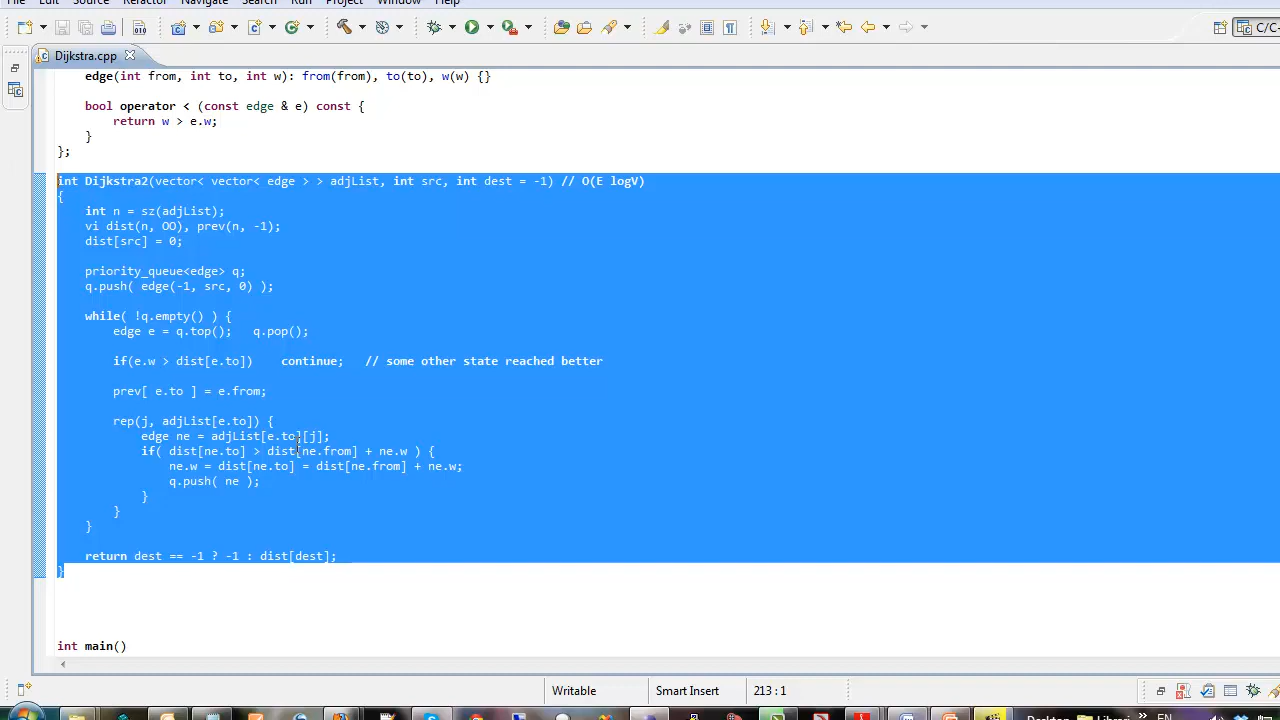 File Edit Source Refactor Navigate Search Run Project Window Help
C/C+
Dijkstra.cpp
edge(int from, int to, int w): from(from), to(to), w(w) {}
bool operator < (const edge & e) const {
return w > e.w;
}
};
int Dijkstra2(vector< vector< edge > > adjList, int src, int dest = -1) // O(E logV)
{
int n = sz(adjList);
vi dist(n, OO), prev(n, -1);
dist[src] = 0;
priority_queue<edge> q;
q.push( edge(-1, src, 0) );
while( !q.empty() ) {
edge e = q.top(); q.pop();
if(e.w > dist[e.to]) continue; // some other state reached better
prev[ e.to ] = e.from;
rep(j, adjList[e.to]) {
edge ne = adjList[e.to][j];
if( dist[ne.to] > dist[ne.from] + ne.w ) {
ne.w = dist[ne.to] = dist[ne.from] + ne.w;
q.push( ne );
}
}
}
return dest == -1 ? -1 : dist[dest];
}
int main()
Writable Smart Insert 213 : 1
Desktop Libraries EN